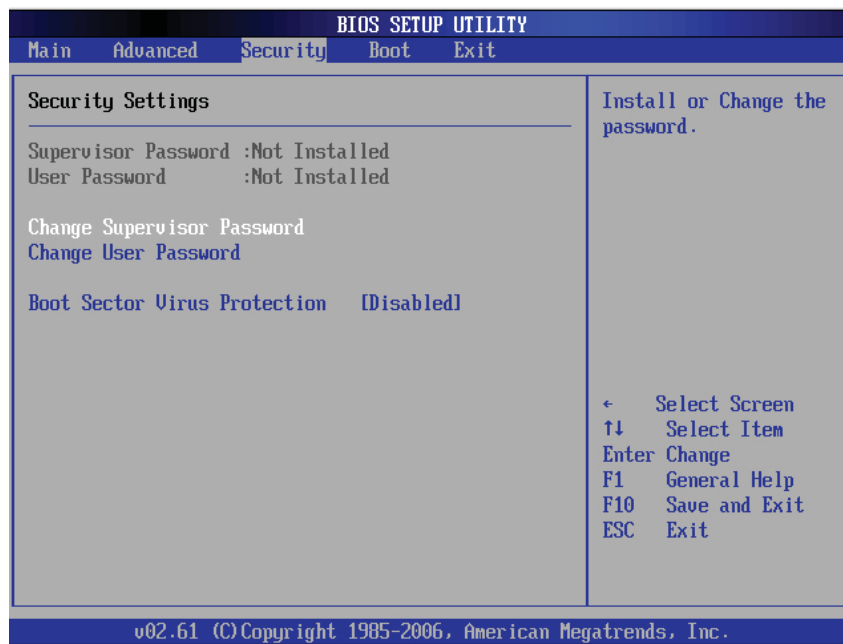 BIOS SETUP UTILITY
Main Advanced Security Boot Exit
Security Settings
Supervisor Password :Not Installed
User Password :Not Installed
Change Supervisor Password
Change User Password
Boot Sector Virus Protection [Disabled]
Install or Change the
password.
← Select Screen
↑↓ Select Item
Enter Change
F1 General Help
F10 Save and Exit
ESC Exit
v02.61 (C)Copyright 1985-2006, American Megatrends, Inc.